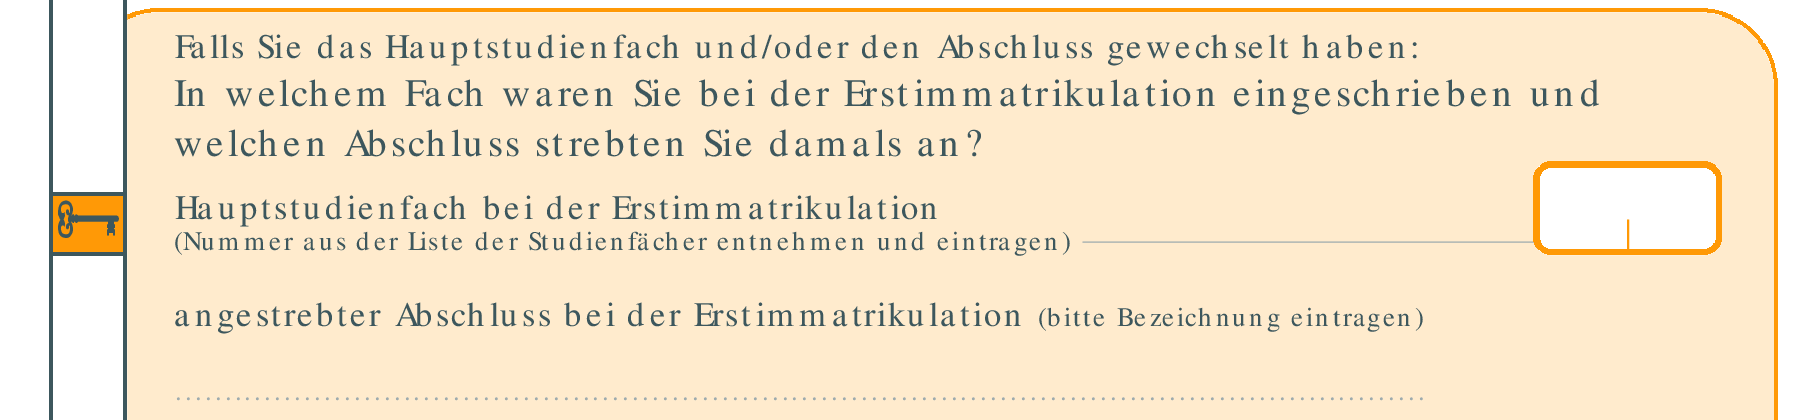 Falls Sie das Hauptstudienfach und/oder den Abschluss gewechselt haben:
In welchem Fach waren Sie bei der Erstimmatrikulation eingeschrieben und
welchen Abschluss strebten Sie damals an?
Hauptstudienfach bei der Erstimmatrikulation
(Nummer aus der Liste der Studienfächer entnehmen und eintragen)
angestrebter Abschluss bei der Erstimmatrikulation (bitte Bezeichnung eintragen)